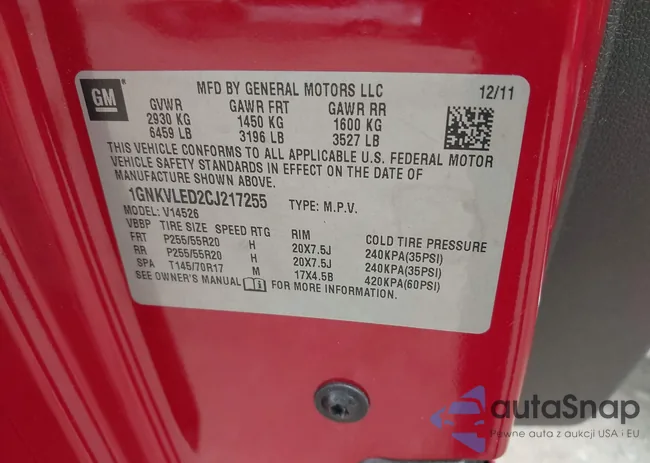 GM
MFD BY GENERAL MOTORS LLC 12/11
GVWR GAWR FRT GAWR RR
2930 KG 1450 KG 1600 KG
6459 LB 3196 LB 3527 LB
THIS VEHICLE CONFORMS TO ALL APPLICABLE U.S. FEDERAL MOTOR
VEHICLE SAFETY STANDARDS IN EFFECT ON THE DATE OF
MANUFACTURE SHOWN ABOVE.
1GNKVLED2CJ217255 TYPE: M.P.V.
MODEL: V14526
VBBP TIRE SIZE SPEED RTG RIM COLD TIRE PRESSURE
FRT P255/55R20 H 20X7.5J 240KPA(35PSI)
RR P255/55R20 H 20X7.5J 240KPA(35PSI)
SPA T145/70R17 M 17X4.5B 420KPA(60PSI)
SEE OWNER'S MANUAL FOR MORE INFORMATION.
autaSnap
Pewne auta z aukcji USA i EU